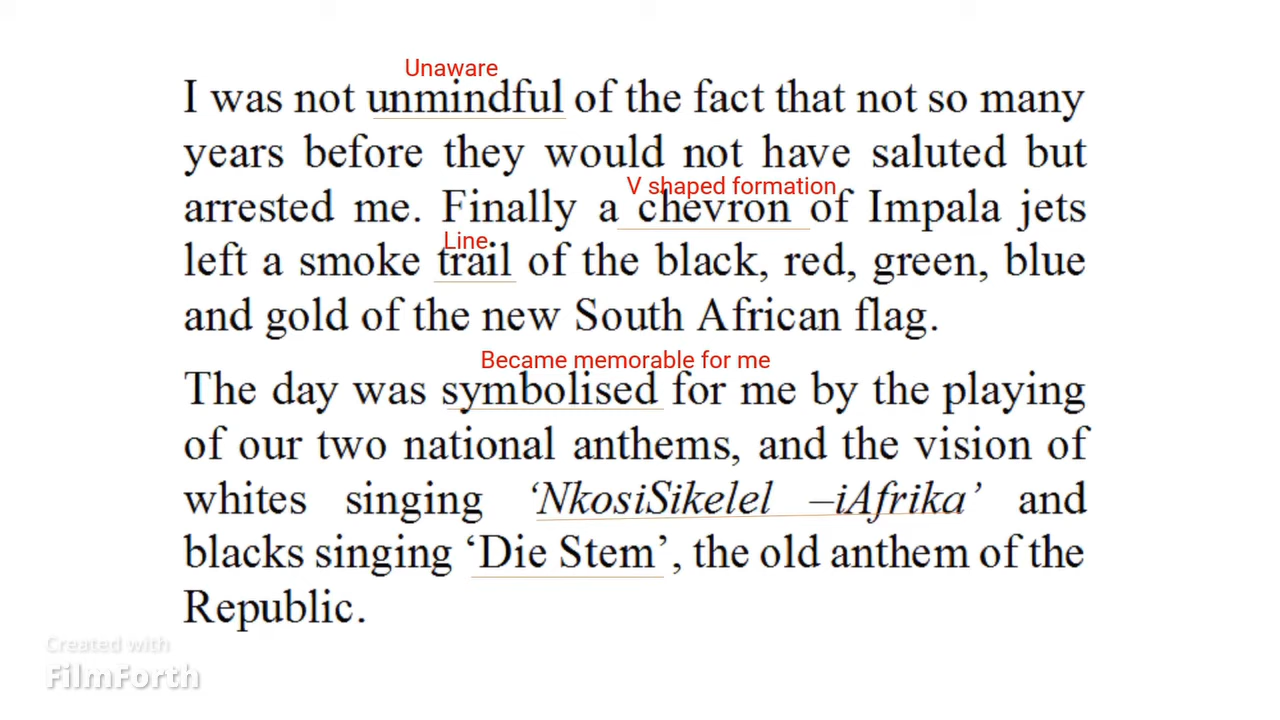 Unaware
I was not unmindful of the fact that not so many
years before they would not have saluted but
V shaped formation
arrested me. Finally a chevron of Impala jets
Line
left a smoke trail of the black, red, green, blue
and gold of the new South African flag.
Became memorable for me
The day was symbolised for me by the playing
of our two national anthems, and the vision of
whites singing ‘NkosiSikelel –iAfrika’ and
blacks singing ‘Die Stem’, the old anthem of the
Republic.
Created with
FilmForth